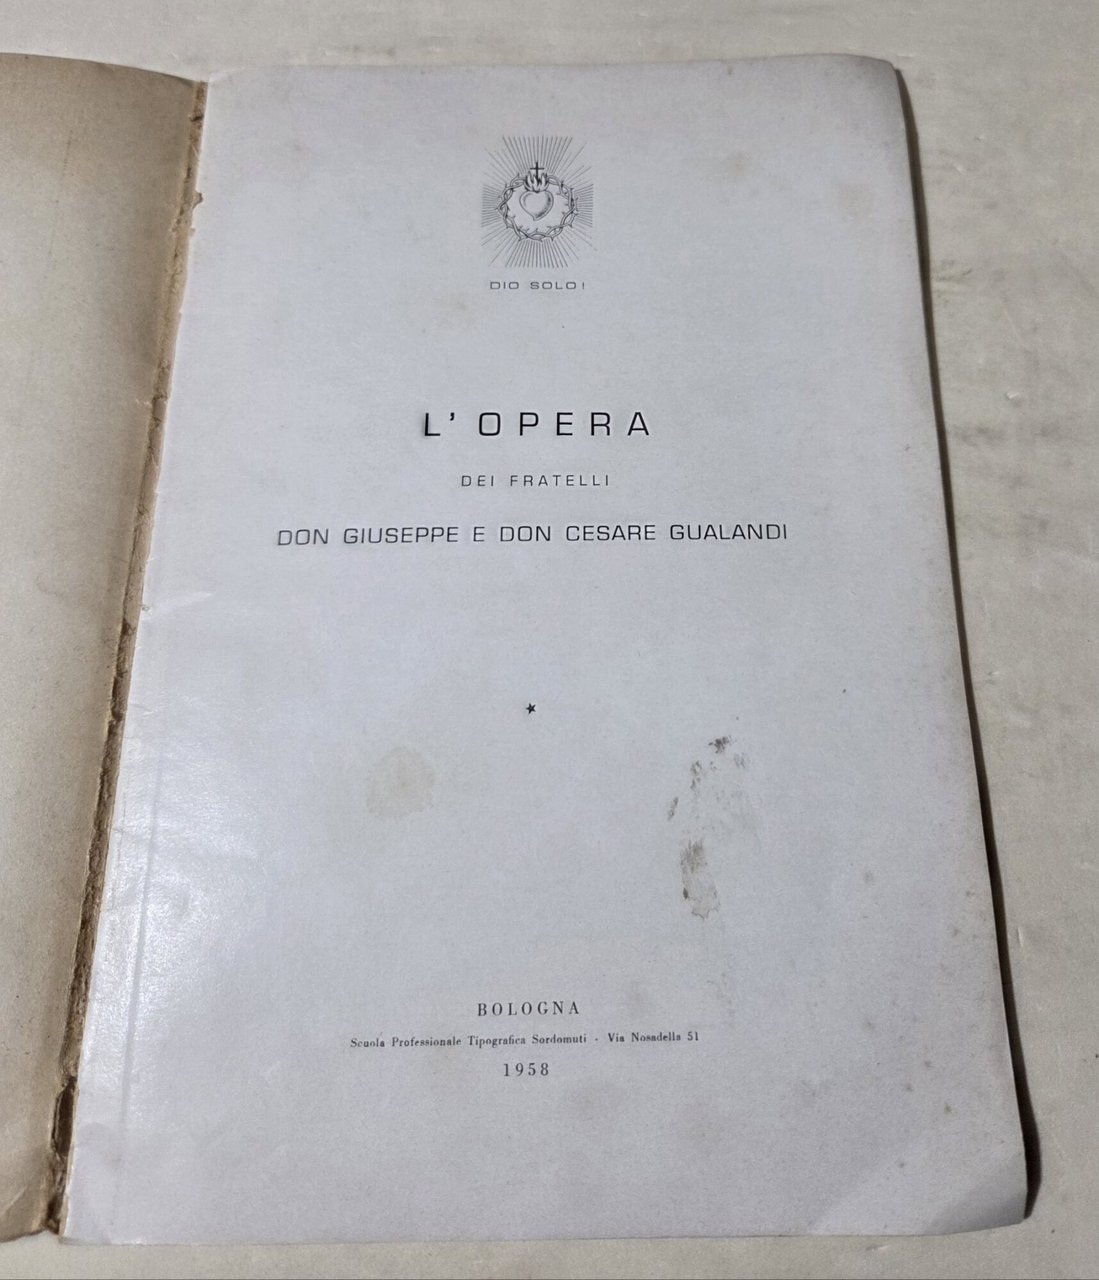 DIO SOLO!
L'OPERA
DEI FRATELLI
DON GIUSEPPE E DON CESARE GUALANDI
BOLOGNA
Scuola Professionale Tipografica Sordomuti - Via Nosadella 51
1958